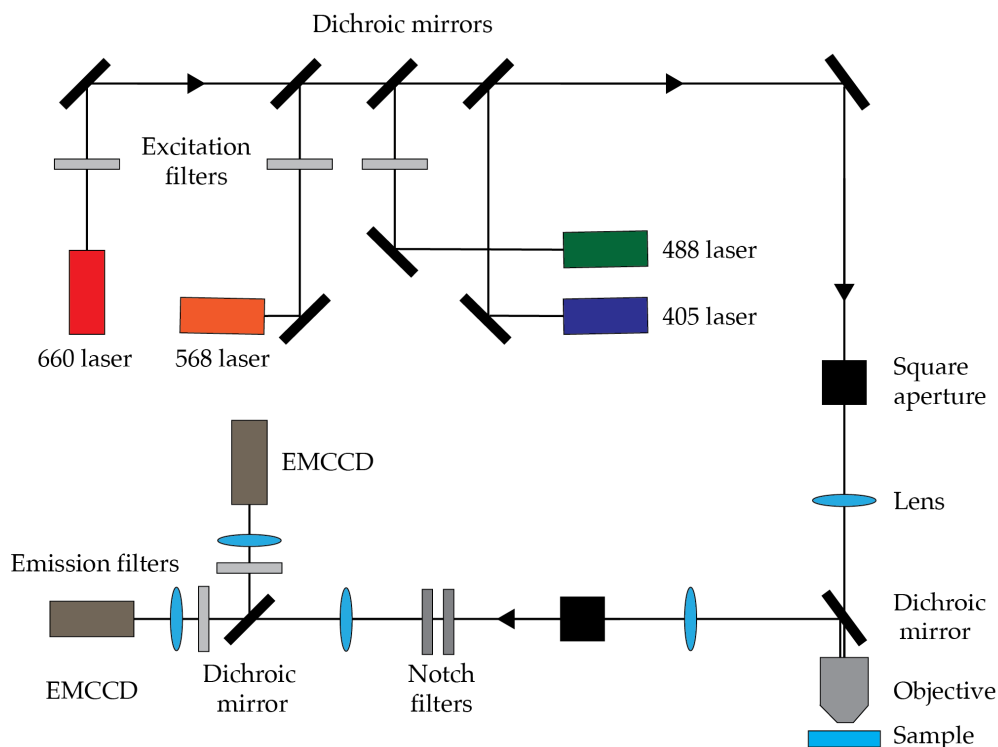 Dichroic mirrors
Excitation
filters
488 laser
405 laser
660 laser
568 laser
Square
aperture
EMCCD
Lens
Emission filters
Dichroic
mirror
EMCCD
Dichroic
mirror
Notch
filters
Objective
Sample